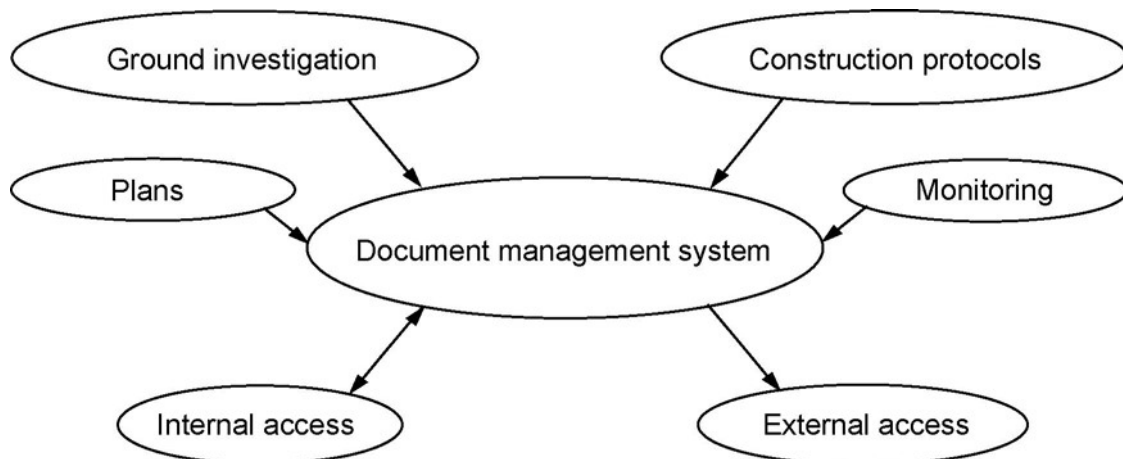 Ground investigation
Construction protocols
Plans
Monitoring
Document management system
Internal access
External access